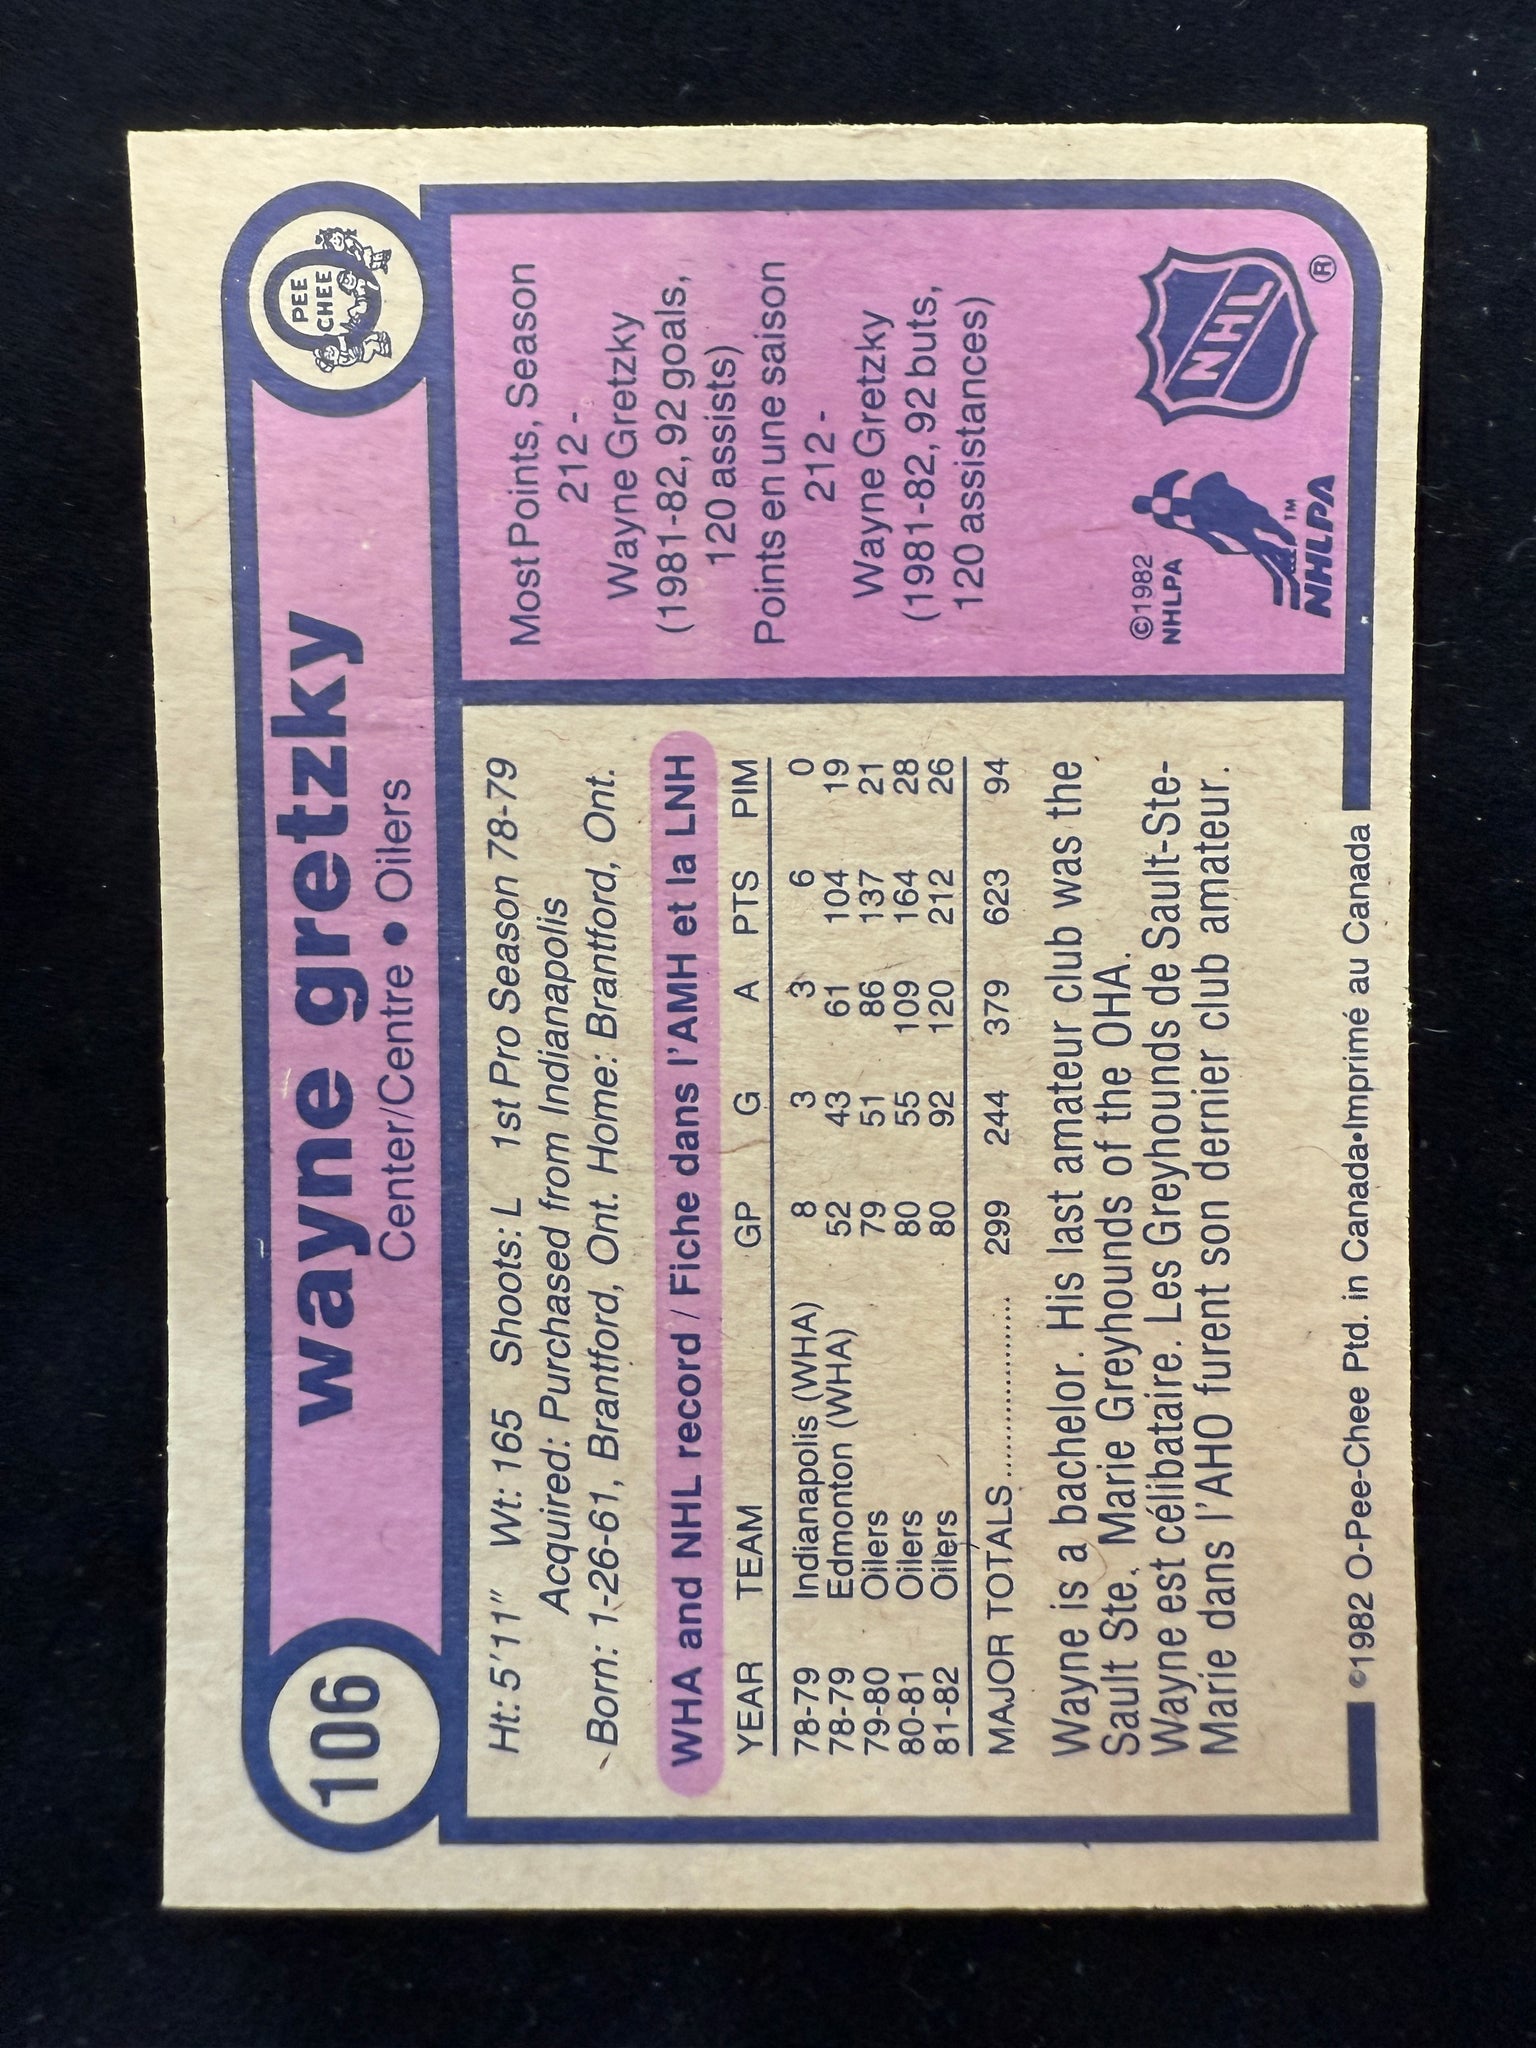 106
wayne gretzky
Center/Centre • Oilers
O
PEE
CHEE
Ht: 5'11" Wt: 165 Shoots: L 1st Pro Season 78-79
Acquired: Purchased from Indianapolis
Born: 1-26-61, Brantford, Ont. Home: Brantford, Ont.
WHA and NHL record / Fiche dans l'AMH et la LNH
YEAR TEAM GP G A PTS PIM
78-79 Indianapolis (WHA) 8 3 3 6 0
78-79 Edmonton (WHA) 52 43 61 104 19
79-80 Oilers 79 51 86 137 21
80-81 Oilers 80 55 109 164 28
81-82 Oilers 80 92 120 212 26
MAJOR TOTALS .................. 299 244 379 623 94
Wayne is a bachelor. His last amateur club was the
Sault Ste. Marie Greyhounds of the OHA.
Wayne est célibataire. Les Greyhounds de Sault-Ste-
Marie dans l'AHO furent son dernier club amateur.
Most Points, Season
212 -
Wayne Gretzky
(1981-82, 92 goals,
120 assists)
Points en une saison
212 -
Wayne Gretzky
(1981-82, 92 buts,
120 assistances)
©1982
NHLPA
TM
NHLPA
NHL
®
©1982 O-Pee-Chee Ptd. in Canada•Imprimé au Canada